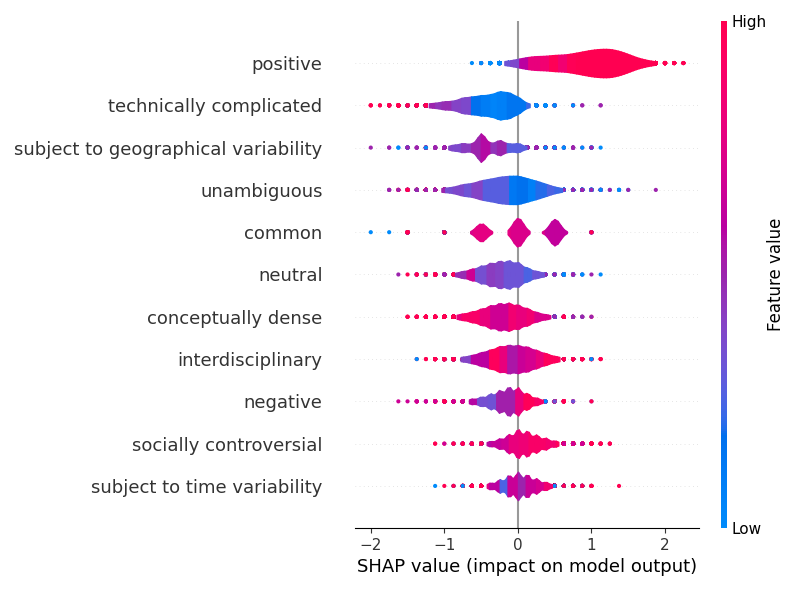 High
positive
technically complicated
subject to geographical variability
unambiguous
common
neutral
conceptually dense
interdisciplinary
negative
socially controversial
subject to time variability
Feature value
Low
−2
−1
0
1
2
SHAP value (impact on model output)